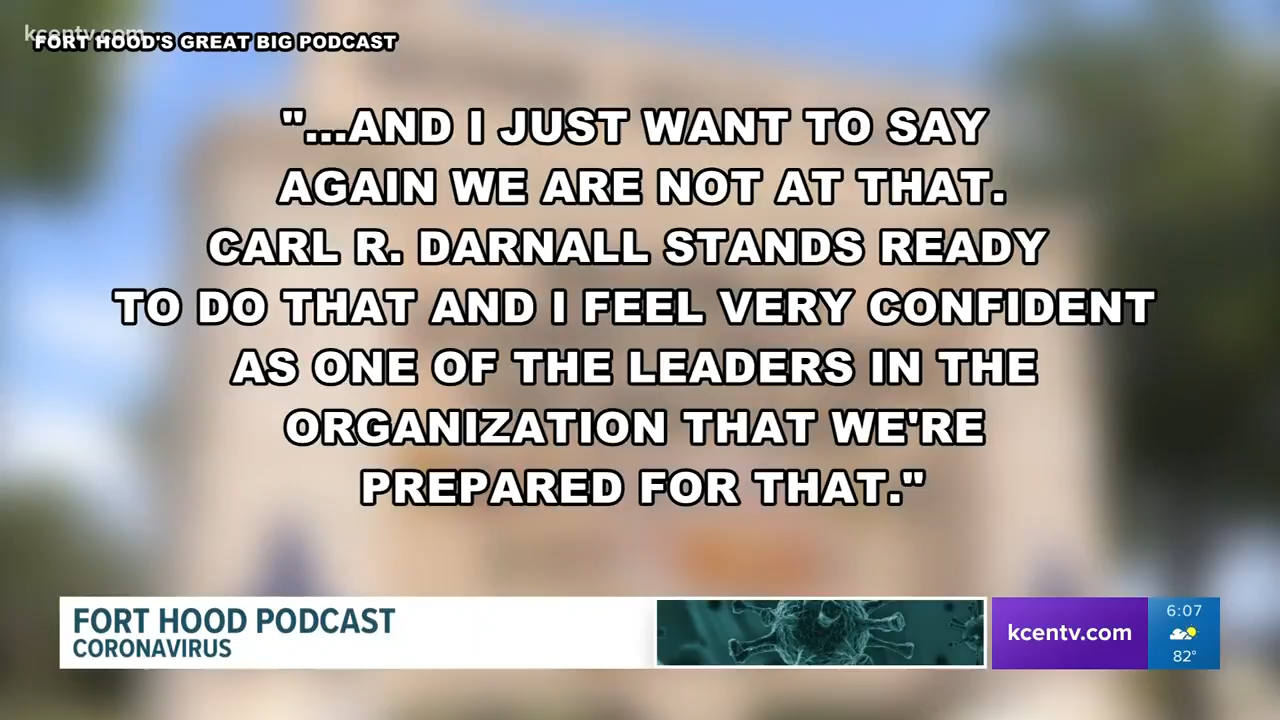 kcentv.com
FORT HOOD'S GREAT BIG PODCAST
"...AND I JUST WANT TO SAY
AGAIN WE ARE NOT AT THAT.
CARL R. DARNALL STANDS READY
TO DO THAT AND I FEEL VERY CONFIDENT
AS ONE OF THE LEADERS IN THE
ORGANIZATION THAT WE'RE
PREPARED FOR THAT."
FORT HOOD PODCAST
CORONAVIRUS
kcentv.com
6:07
82°